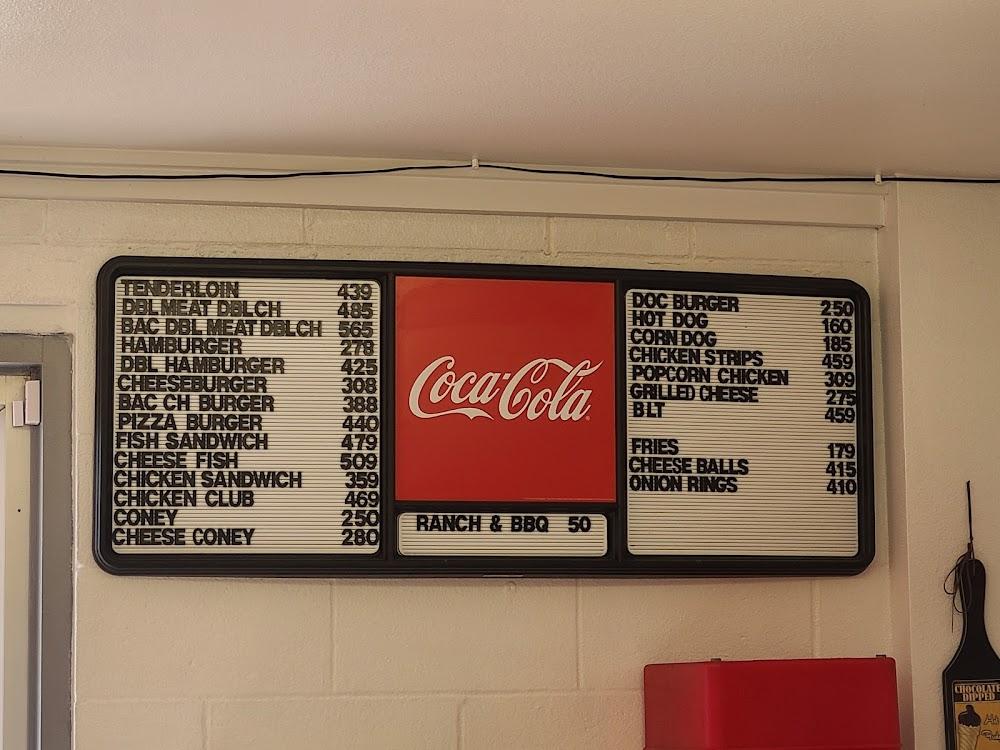 TENDERLOIN 439
DBL MEAT DBLCH 485
BAC DBL MEAT DBLCH 565
HAMBURGER 278
DBL HAMBURGER 425
CHEESEBURGER 308
BAC CH BURGER 388
PIZZA BURGER 440
FISH SANDWICH 479
CHEESE FISH 509
CHICKEN SANDWICH 359
CHICKEN CLUB 469
CONEY 250
CHEESE CONEY 280
Coca-Cola
RANCH & BBQ 50
DOC BURGER 250
HOT DOG 160
CORN DOG 185
CHICKEN STRIPS 459
POPCORN CHICKEN 309
GRILLED CHEESE 275
BLT 459
FRIES 179
CHEESE BALLS 415
ONION RINGS 410
CHOCOLATE
DIPPED